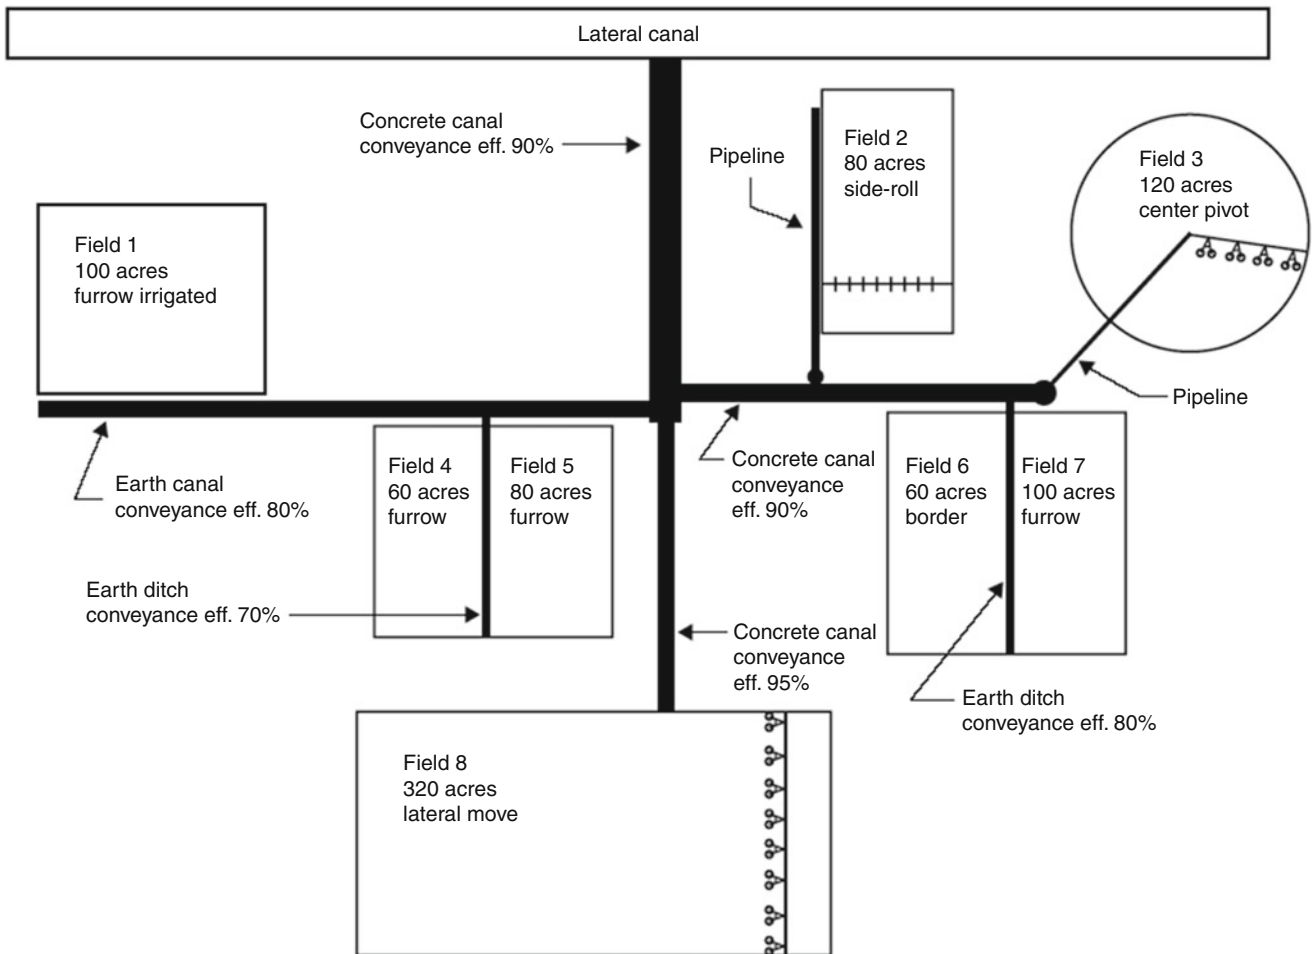 Lateral canal
Concrete canal
conveyance eff. 90%
Pipeline
Field 2
80 acres
side-roll
Field 3
120 acres
center pivot
Field 1
100 acres
furrow irrigated
Pipeline
Earth canal
conveyance eff. 80%
Field 4
60 acres
furrow
Field 5
80 acres
furrow
Concrete canal
conveyance
eff. 90%
Field 6
60 acres
border
Field 7
100 acres
furrow
Earth ditch
conveyance eff. 70%
Concrete canal
conveyance
eff. 95%
Earth ditch
conveyance eff. 80%
Field 8
320 acres
lateral move